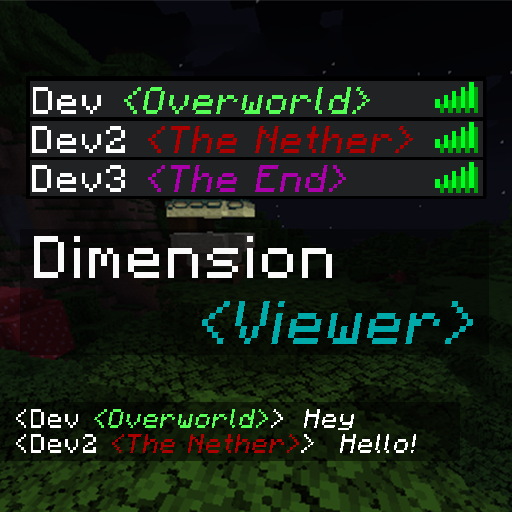 Dev <Overworld>
Dev2 <The Nether>
Dev3 <The End>
Dimension
<Viewer>
<Dev <Overworld>> Hey
<Dev2 <The Nether>> Hello!